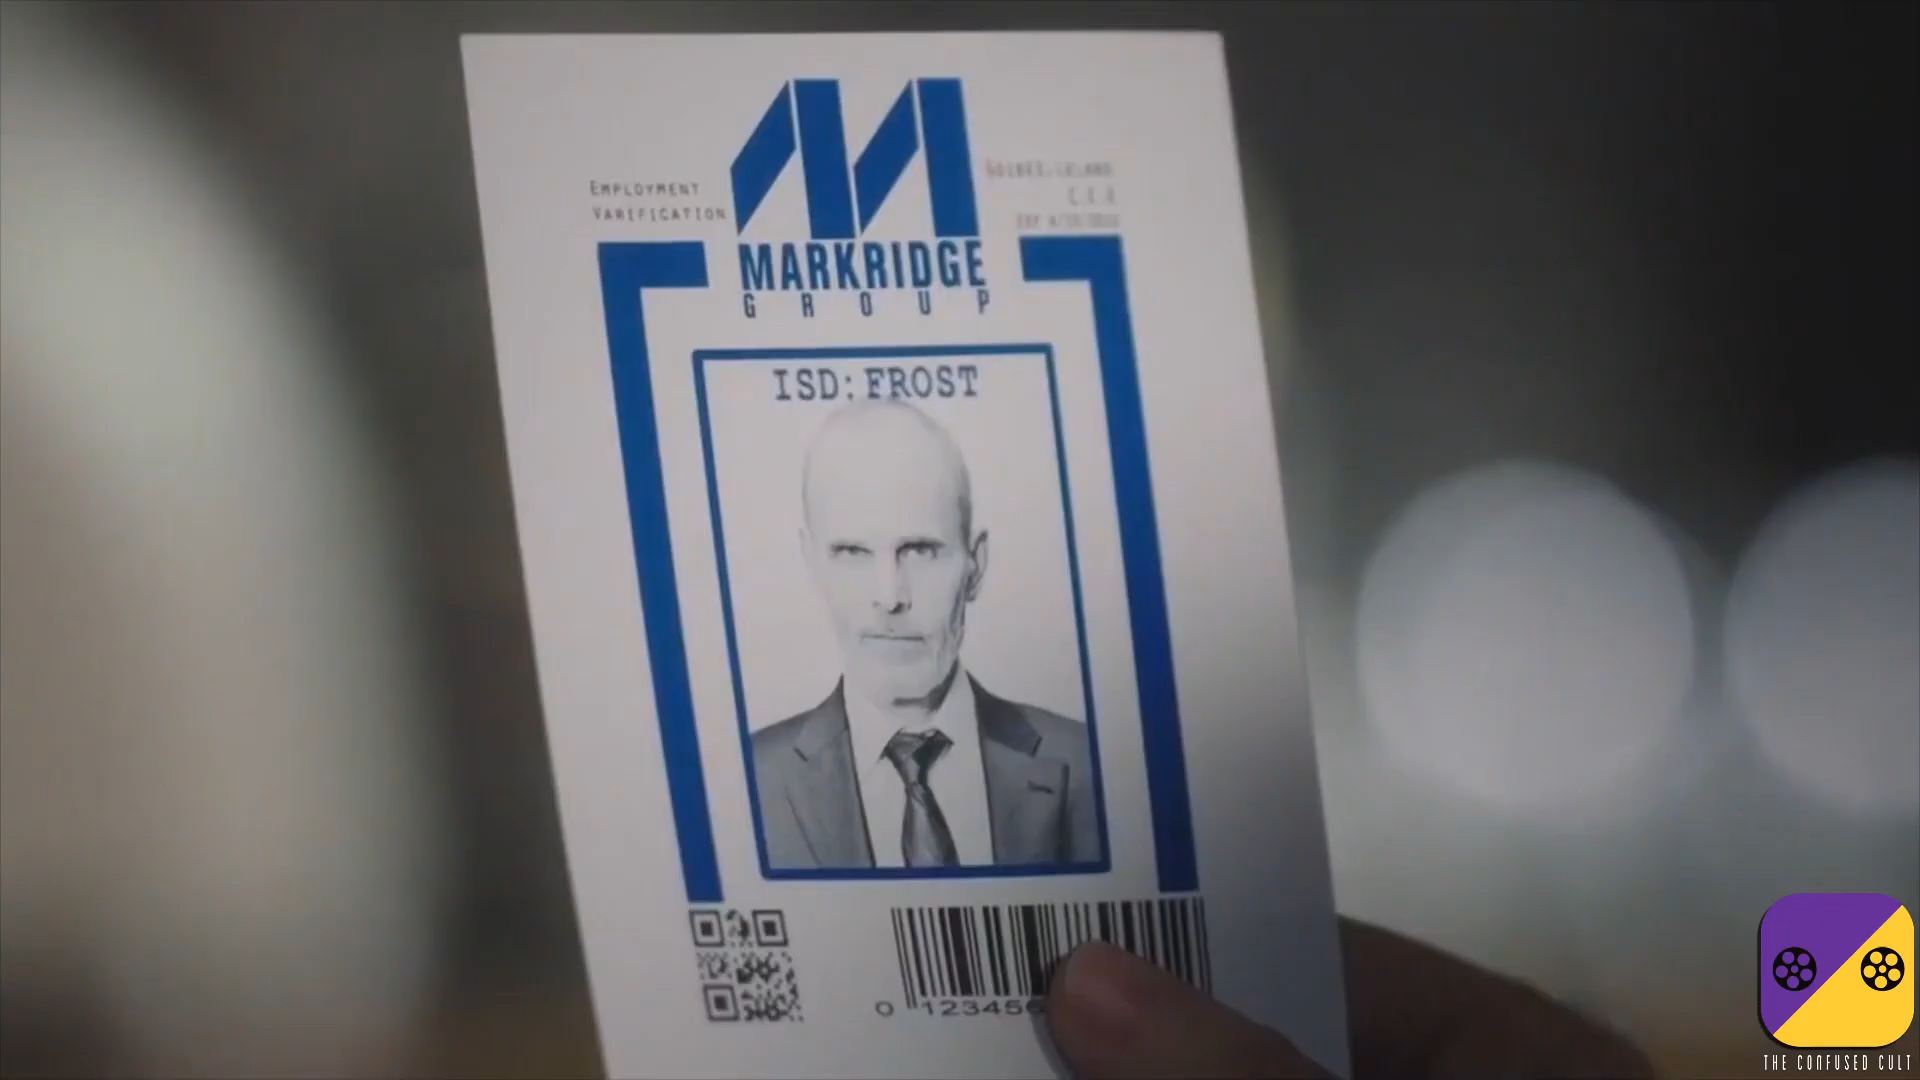 EMPLOYMENT
VARIFICATION
MARKRIDGE
GROUP
ISD: FROST
0 123456
THE CONFUSED CULT